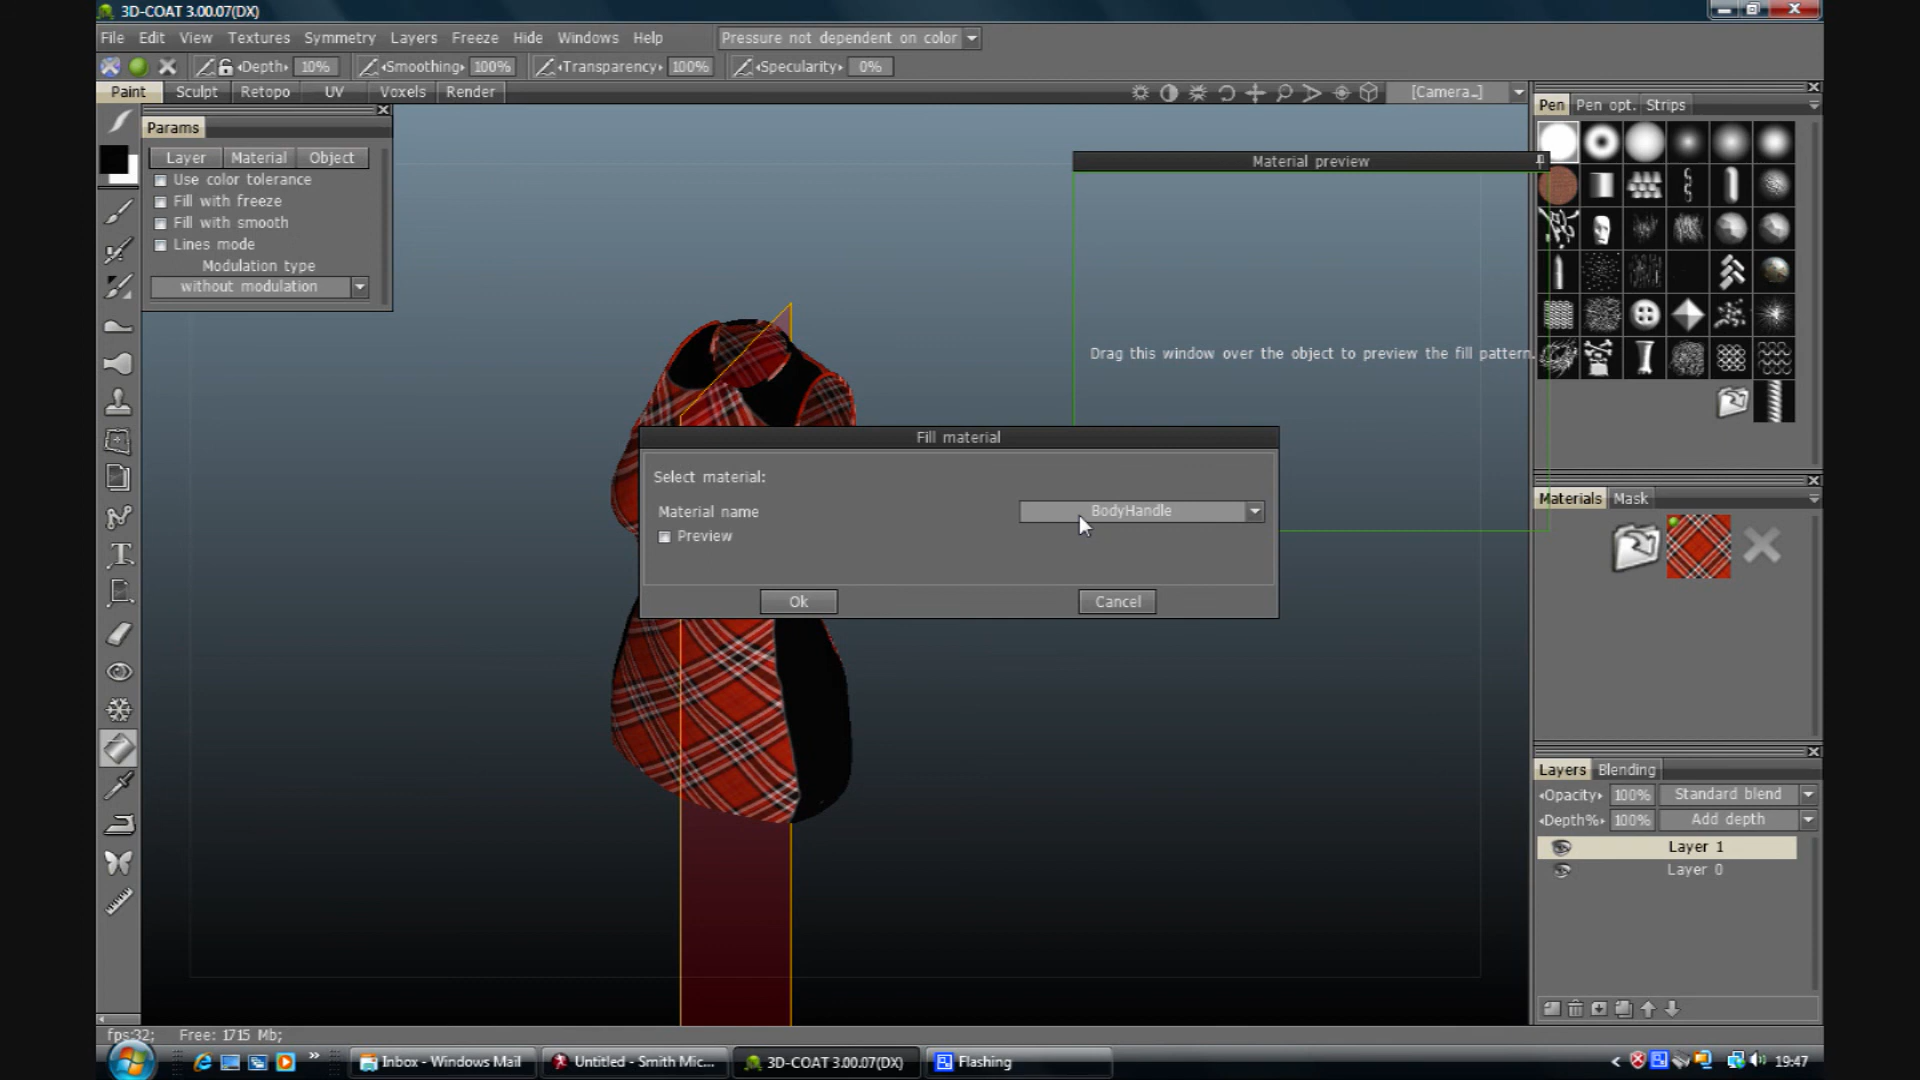 3D-COAT 3.00.07(DX)
File Edit View Textures Symmetry Layers Freeze Hide Windows Help Pressure not dependent on color
Depth 10% Smoothing 100% Transparency 100% Specularity 0%
Paint Sculpt Retopo UV Voxels Render [Camera_]
Pen Pen opt. Strips
Params
Layer Material Object
Use color tolerance
Fill with freeze
Fill with smooth
Lines mode
Modulation type
without modulation
Material preview
Drag this window over the object to preview the fill pattern.
Fill material
Select material:
Material name BodyHandle
Preview
Ok Cancel
Materials Mask
Layers Blending
Opacity 100% Standard blend
Depth% 100% Add depth
Layer 1
Layer 0
fps:32; Free: 1715 Mb;
Inbox - Windows Mail Untitled - Smith Mic... 3D-COAT 3.00.07(DX) Flashing 19:47